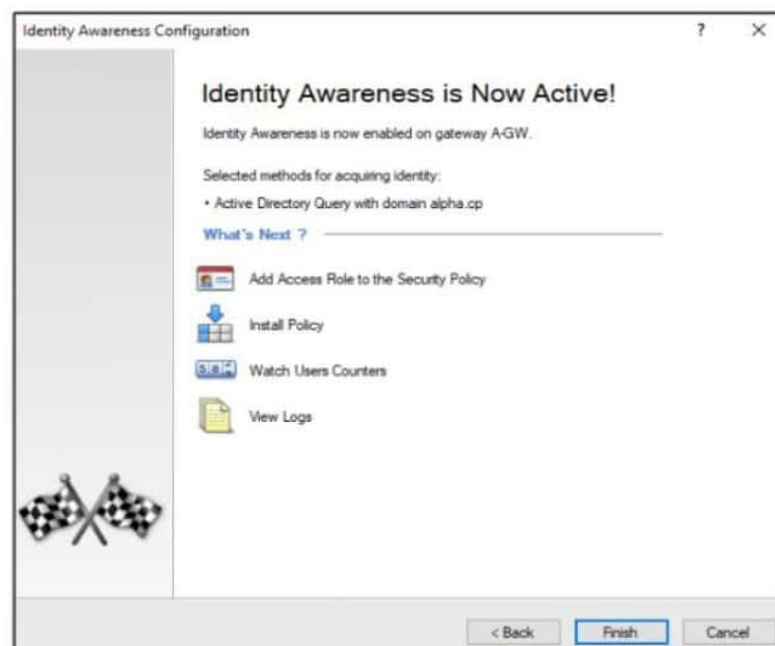 Identity Awareness Configuration
?
Identity Awareness is Now Active!
Identity Awareness is now enabled on gateway A-GW.
Selected methods for acquiring identity:
• Active Directory Query with domain alpha.cp
What's Next ?
Add Access Role to the Security Policy
Install Policy
Watch Users Counters
View Logs
< Back Finish Cancel